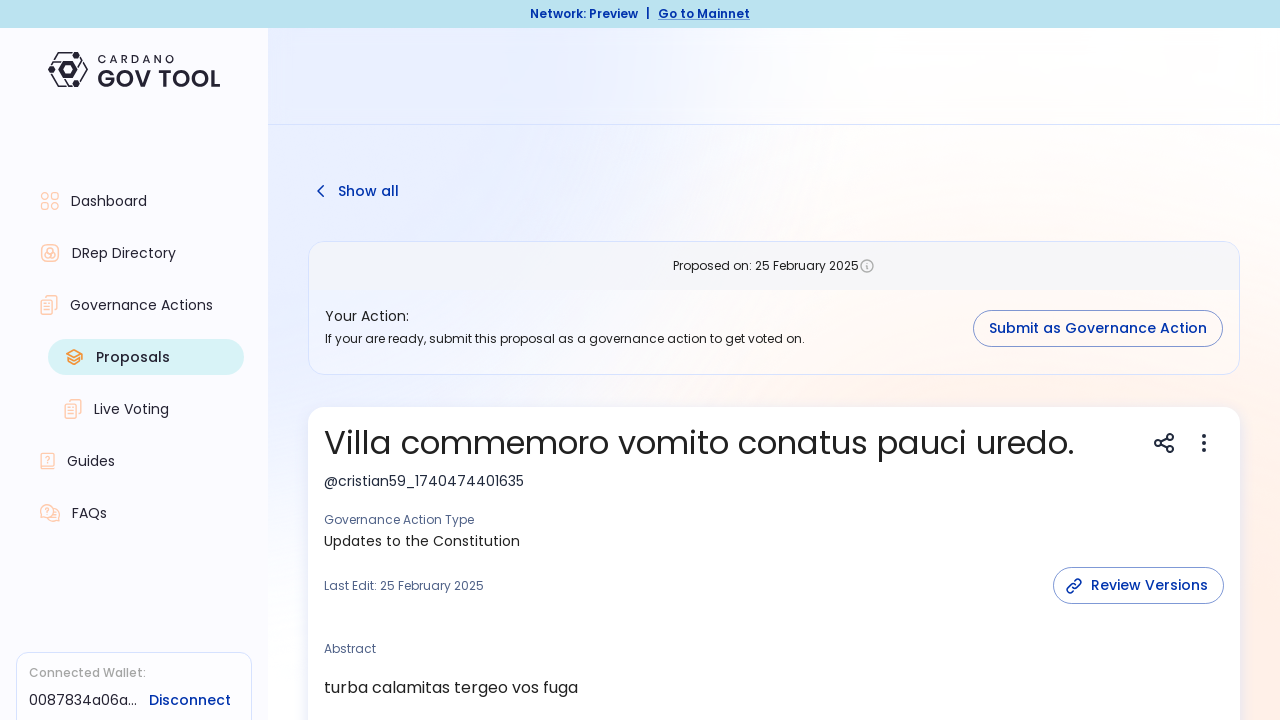 Network: Preview | Go to Mainnet
CARDANO
GOV TOOL
Dashboard
DRep Directory
Governance Actions
Proposals
Live Voting
Guides
FAQs
Connected Wallet:
0087834a06a... Disconnect
Show all
Proposed on: 25 February 2025
Your Action:
If your are ready, submit this proposal as a governance action to get voted on.
Submit as Governance Action
Villa commemoro vomito conatus pauci uredo.
@cristian59_1740474401635
Governance Action Type
Updates to the Constitution
Last Edit: 25 February 2025
Review Versions
Abstract
turba calamitas tergeo vos fuga